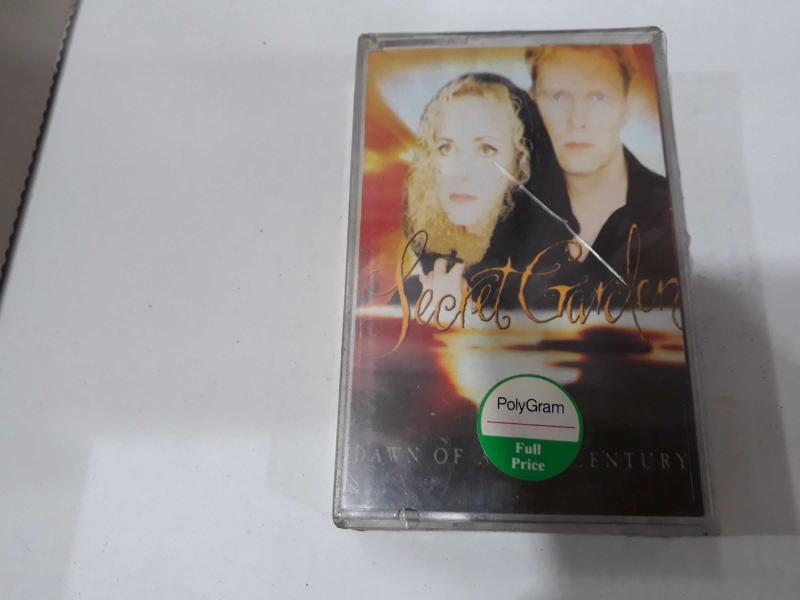 Secret Garden
PolyGram
Full
Price
DAWN OF A CENTURY